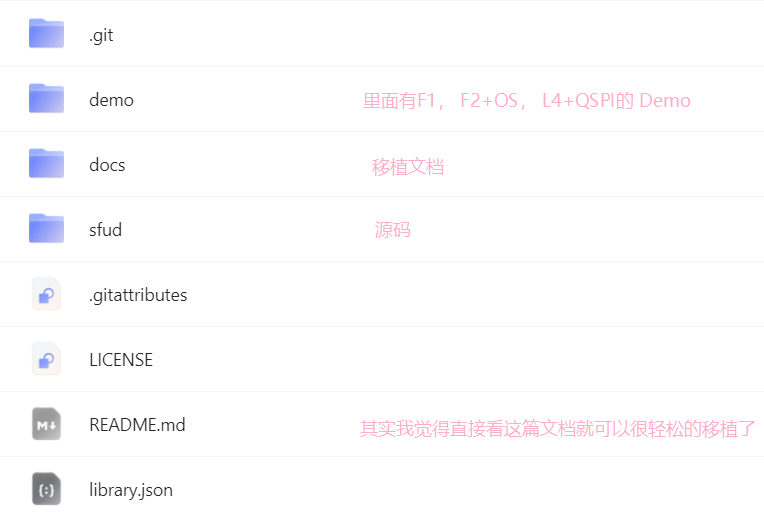 .git
demo 里面有F1， F2+OS， L4+QSPI的 Demo
docs 移植文档
sfud 源码
.gitattributes
LICENSE
README.md 其实我觉得直接看这篇文档就可以很轻松的移植了
library.json